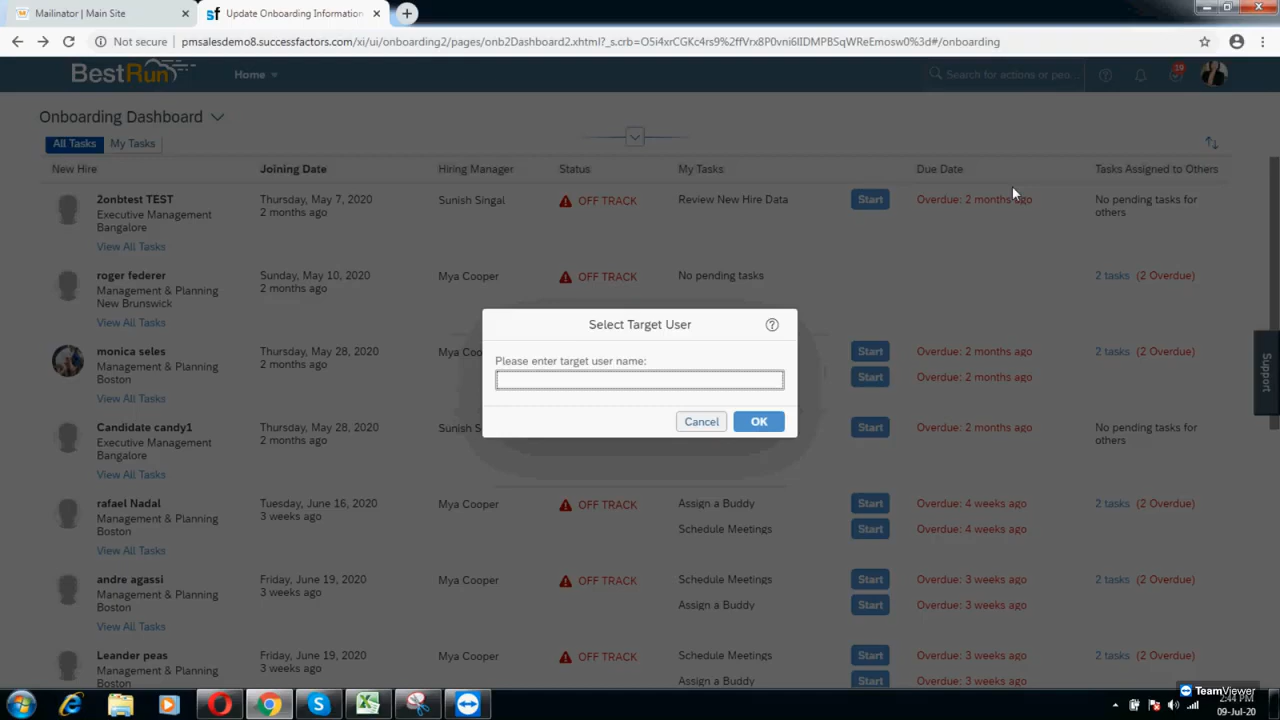 Mailinator | Main Site
Update Onboarding Information
Not secure
pmsalesdemo8.successfactors.com/xi/ui/onboarding2/pages/onb2Dashboard2.xhtml?_s.crb=O5i4xrCGKc4rs9%2ffVrx8P0vni6lIDMPBSqWReEmosw0%3d#/onboarding
BestRun
Home
Search for actions or peo...
19
Onboarding Dashboard
All Tasks
My Tasks
New Hire
Joining Date
Hiring Manager
Status
My Tasks
Due Date
Tasks Assigned to Others
2onbtest TEST
Executive Management
Bangalore
View All Tasks
Thursday, May 7, 2020
2 months ago
Sunish Singal
OFF TRACK
Review New Hire Data
Start
Overdue: 2 months ago
No pending tasks for
others
roger federer
Management & Planning
New Brunswick
View All Tasks
Sunday, May 10, 2020
2 months ago
Mya Cooper
OFF TRACK
No pending tasks
2 tasks (2 Overdue)
monica seles
Management & Planning
Boston
View All Tasks
Thursday, May 28, 2020
2 months ago
Mya Coo
Start
Overdue: 2 months ago
Start
Overdue: 2 months ago
2 tasks (2 Overdue)
Select Target User
Please enter target user name:
Cancel
OK
Support
Candidate candy1
Executive Management
Bangalore
View All Tasks
Thursday, May 28, 2020
2 months ago
Sunish S
Start
Overdue: 2 months ago
No pending tasks for
others
rafael Nadal
Management & Planning
Boston
View All Tasks
Tuesday, June 16, 2020
3 weeks ago
Mya Cooper
OFF TRACK
Assign a Buddy
Start
Overdue: 4 weeks ago
Schedule Meetings
Start
Overdue: 4 weeks ago
2 tasks (2 Overdue)
andre agassi
Management & Planning
Boston
View All Tasks
Friday, June 19, 2020
3 weeks ago
Mya Cooper
OFF TRACK
Schedule Meetings
Start
Overdue: 3 weeks ago
Assign a Buddy
Start
Overdue: 3 weeks ago
2 tasks (2 Overdue)
Leander peas
Management & Planning
Friday, June 19, 2020
3 weeks ago
Mya Cooper
OFF TRACK
Schedule Meetings
Start
Overdue: 3 weeks ago
Assign a Buddy
Start
Overdue: 3 weeks ago
2 tasks (2 Overdue)
TeamViewer
2:44 PM
09-Jul-20